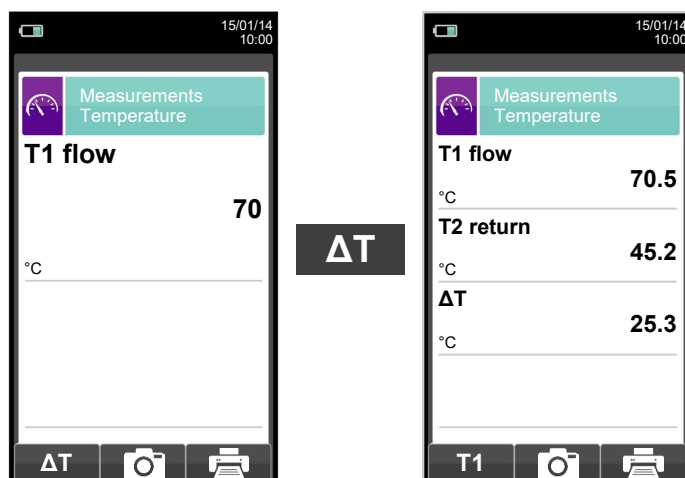 15/01/14
10:00
Measurements
Temperature
T1 flow
70
°C
ΔT
ΔT
15/01/14
10:00
Measurements
Temperature
T1 flow
70.5
°C
T2 return
45.2
°C
ΔT
25.3
°C
T1